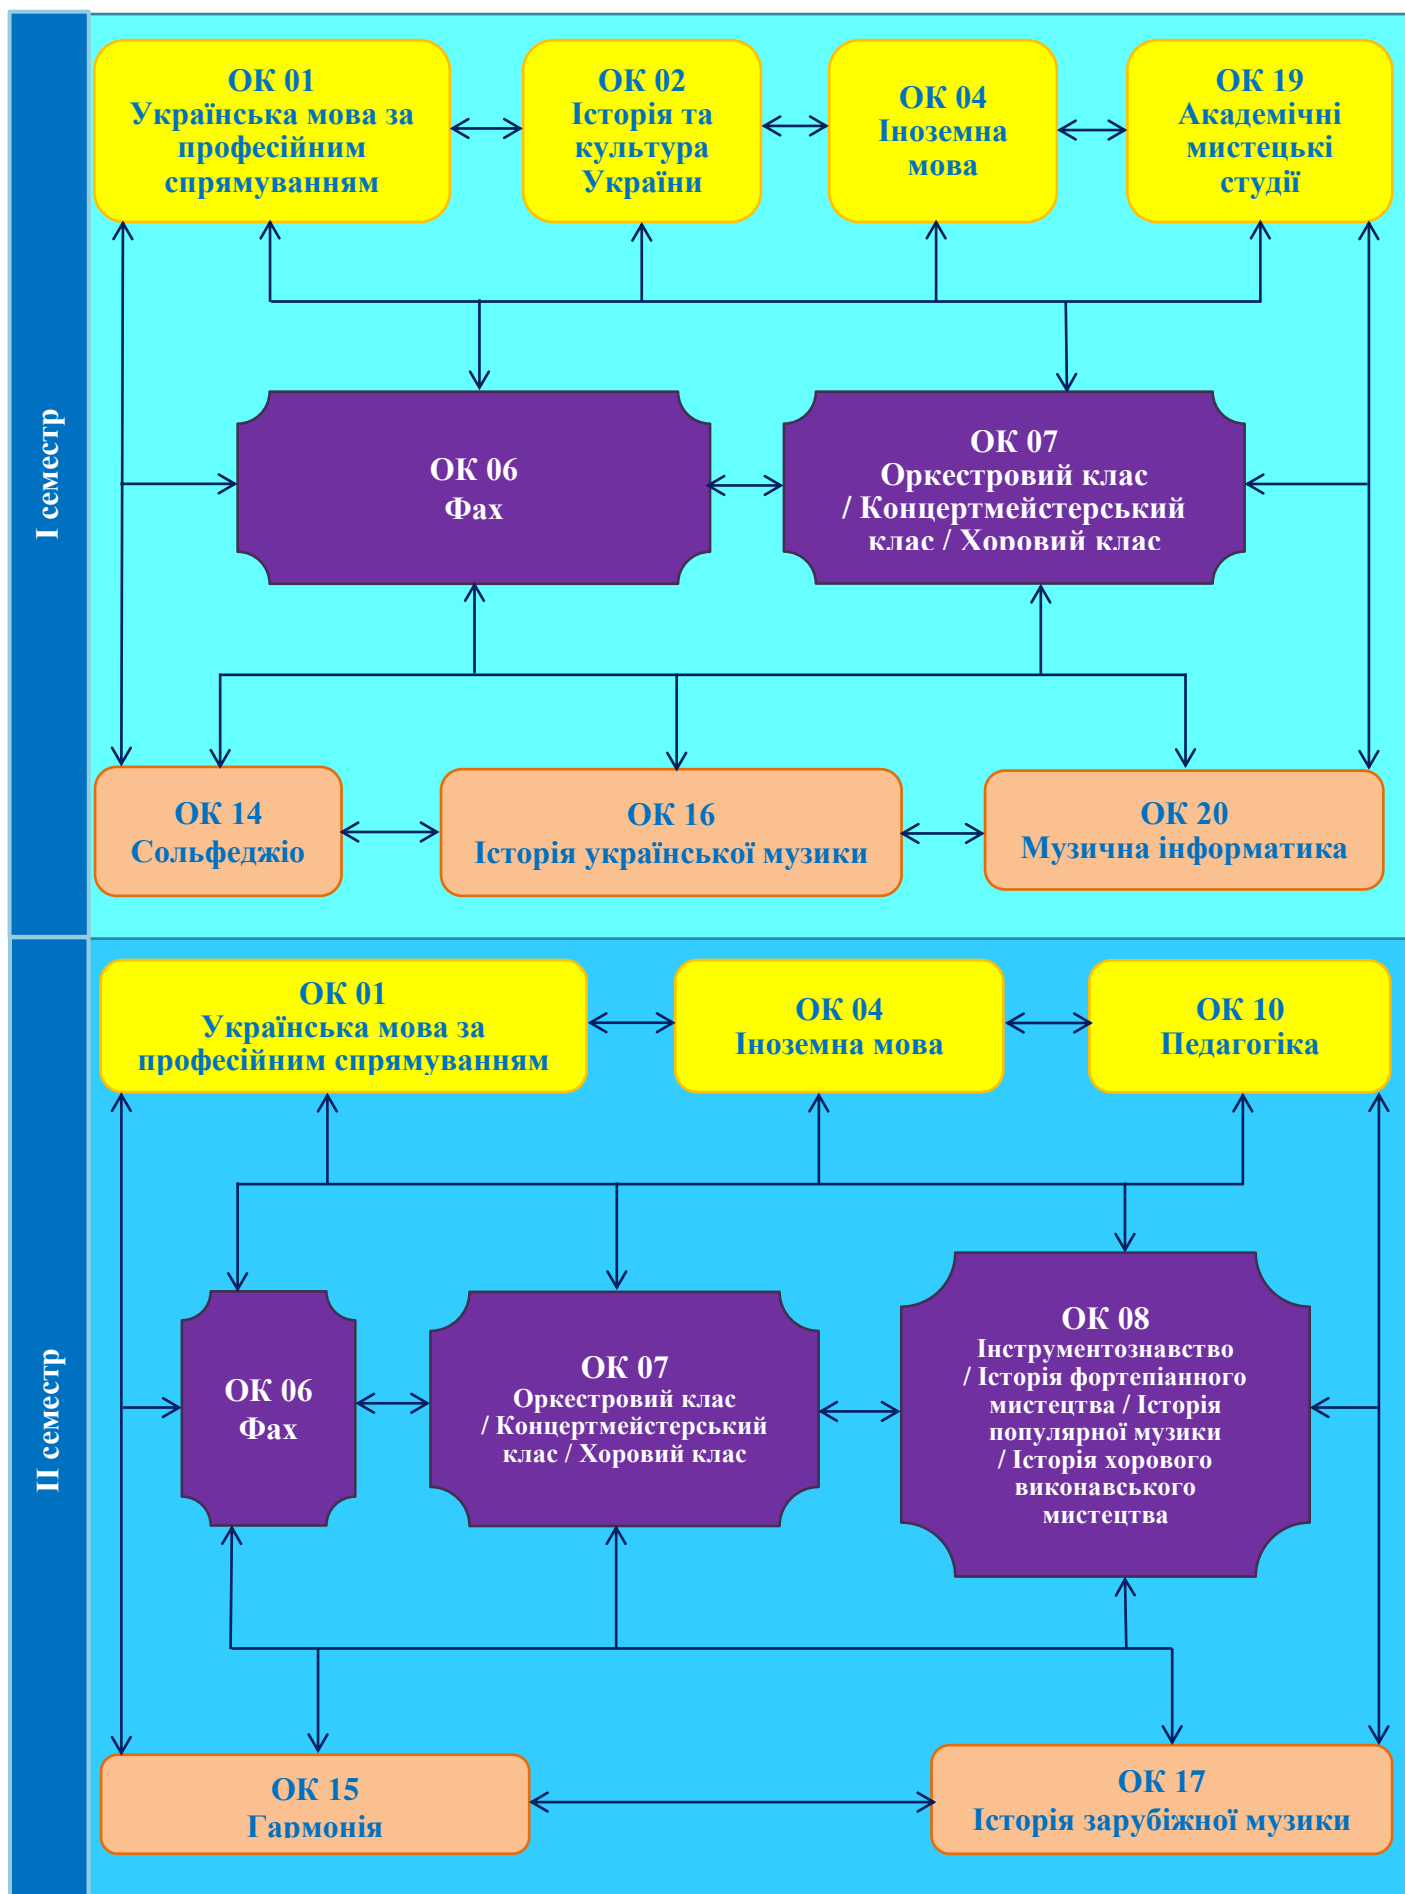 I семестр
ОК 01
Українська мова за
професійним
спрямуванням
ОК 02
Історія та
культура
України
ОК 04
Іноземна
мова
ОК 19
Академічні
мистецькі
студії
ОК 06
Фах
ОК 07
Оркестровий клас
/ Концертмейстерський
клас / Хоровий клас
ОК 14
Сольфеджіо
ОК 16
Історія української музики
ОК 20
Музична інформатика
II семестр
ОК 01
Українська мова за
професійним спрямуванням
ОК 04
Іноземна мова
ОК 10
Педагогіка
ОК 06
Фах
ОК 07
Оркестровий клас
/ Концертмейстерський
клас / Хоровий клас
ОК 08
Інструментознавство
/ Історія фортепіанного
мистецтва / Історія
популярної музики
/ Історія хорового
виконавського
мистецтва
ОК 15
Гармонія
ОК 17
Історія зарубіжної музики